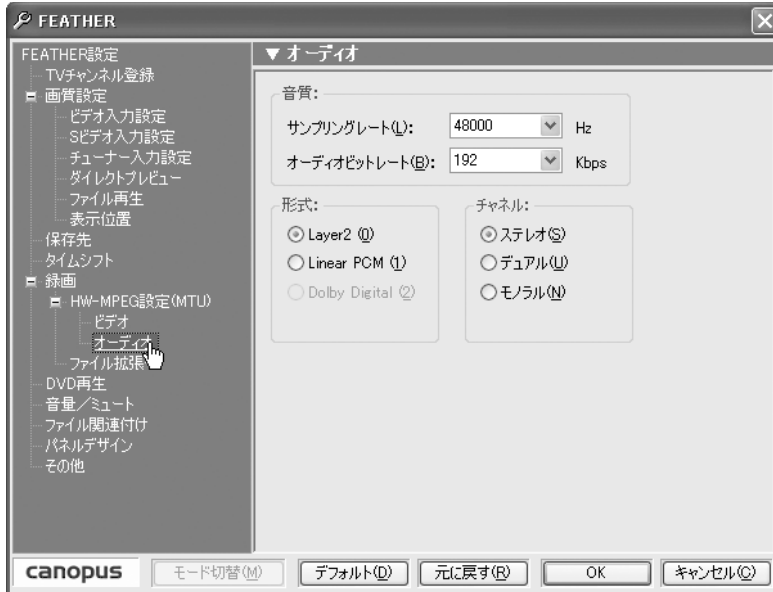 FEATHER
FEATHER設定
TVチャンネル登録
画質設定
ビデオ入力設定
Sビデオ入力設定
チューナー入力設定
ダイレクトプレビュー
ファイル再生
表示位置
保存先
タイムシフト
録画
HW-MPEG設定(MTU)
ビデオ
オーディオ
ファイル拡張
DVD再生
音量/ミュート
ファイル関連付け
パネルデザイン
その他
▼ オーディオ
音質:
サンプリングレート(L): 48000 Hz
オーディオビットレート(B): 192 Kbps
形式:
Layer2 (0)
Linear PCM (1)
Dolby Digital (2)
チャネル:
ステレオ(S)
デュアル(U)
モノラル(N)
canopus
モード切替(M)
デフォルト(D)
元に戻す(R)
OK
キャンセル(C)